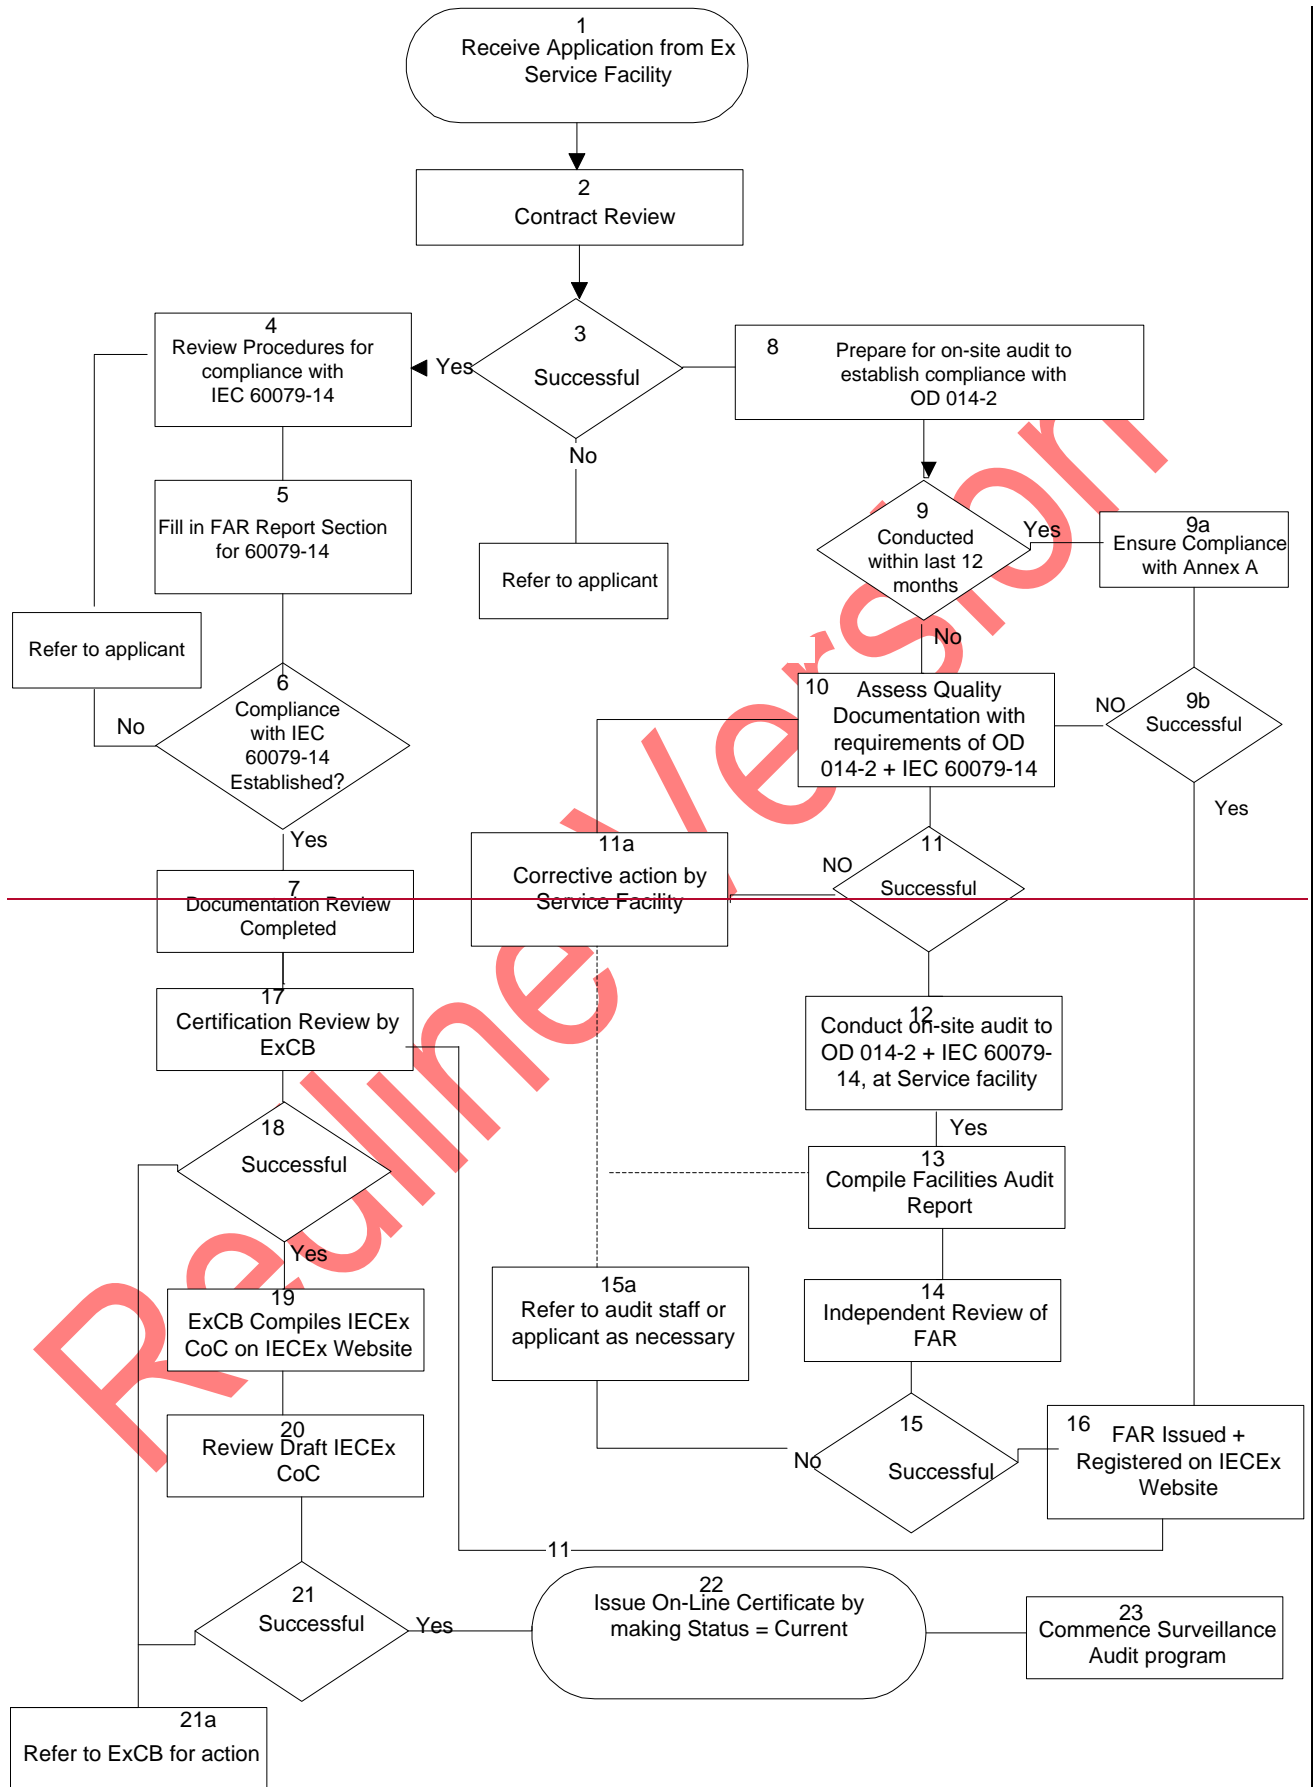 1
Receive Application from Ex
Service Facility
2
Contract Review
3
Successful
Yes
No
Refer to applicant
4
Review Procedures for
compliance with
IEC 60079-14
5
Fill in FAR Report Section
for 60079-14
Refer to applicant
6
Compliance
with IEC
60079-14
Established?
No
Yes
7
Documentation Review
Completed
8
Prepare for on-site audit to
establish compliance with
OD 014-2
9
Conducted
within last 12
months
Yes
No
9a
Ensure Compliance
with Annex A
9b
Successful
NO
Yes
10
Assess Quality
Documentation with
requirements of OD
014-2 + IEC 60079-14
11
Successful
NO
11a
Corrective action by
Service Facility
12
Conduct on-site audit to
OD 014-2 + IEC 60079-
14, at Service facility
Yes
13
Compile Facilities Audit
Report
14
Independent Review of
FAR
15
Successful
No
15a
Refer to audit staff or
applicant as necessary
16
FAR Issued +
Registered on IECEx
Website
11
17
Certification Review by
ExCB
18
Successful
Yes
19
ExCB Compiles IECEx
CoC on IECEx Website
20
Review Draft IECEx
CoC
21
Successful
Yes
21a
Refer to ExCB for action
22
Issue On-Line Certificate by
making Status = Current
23
Commence Surveillance
Audit program
Redline Version